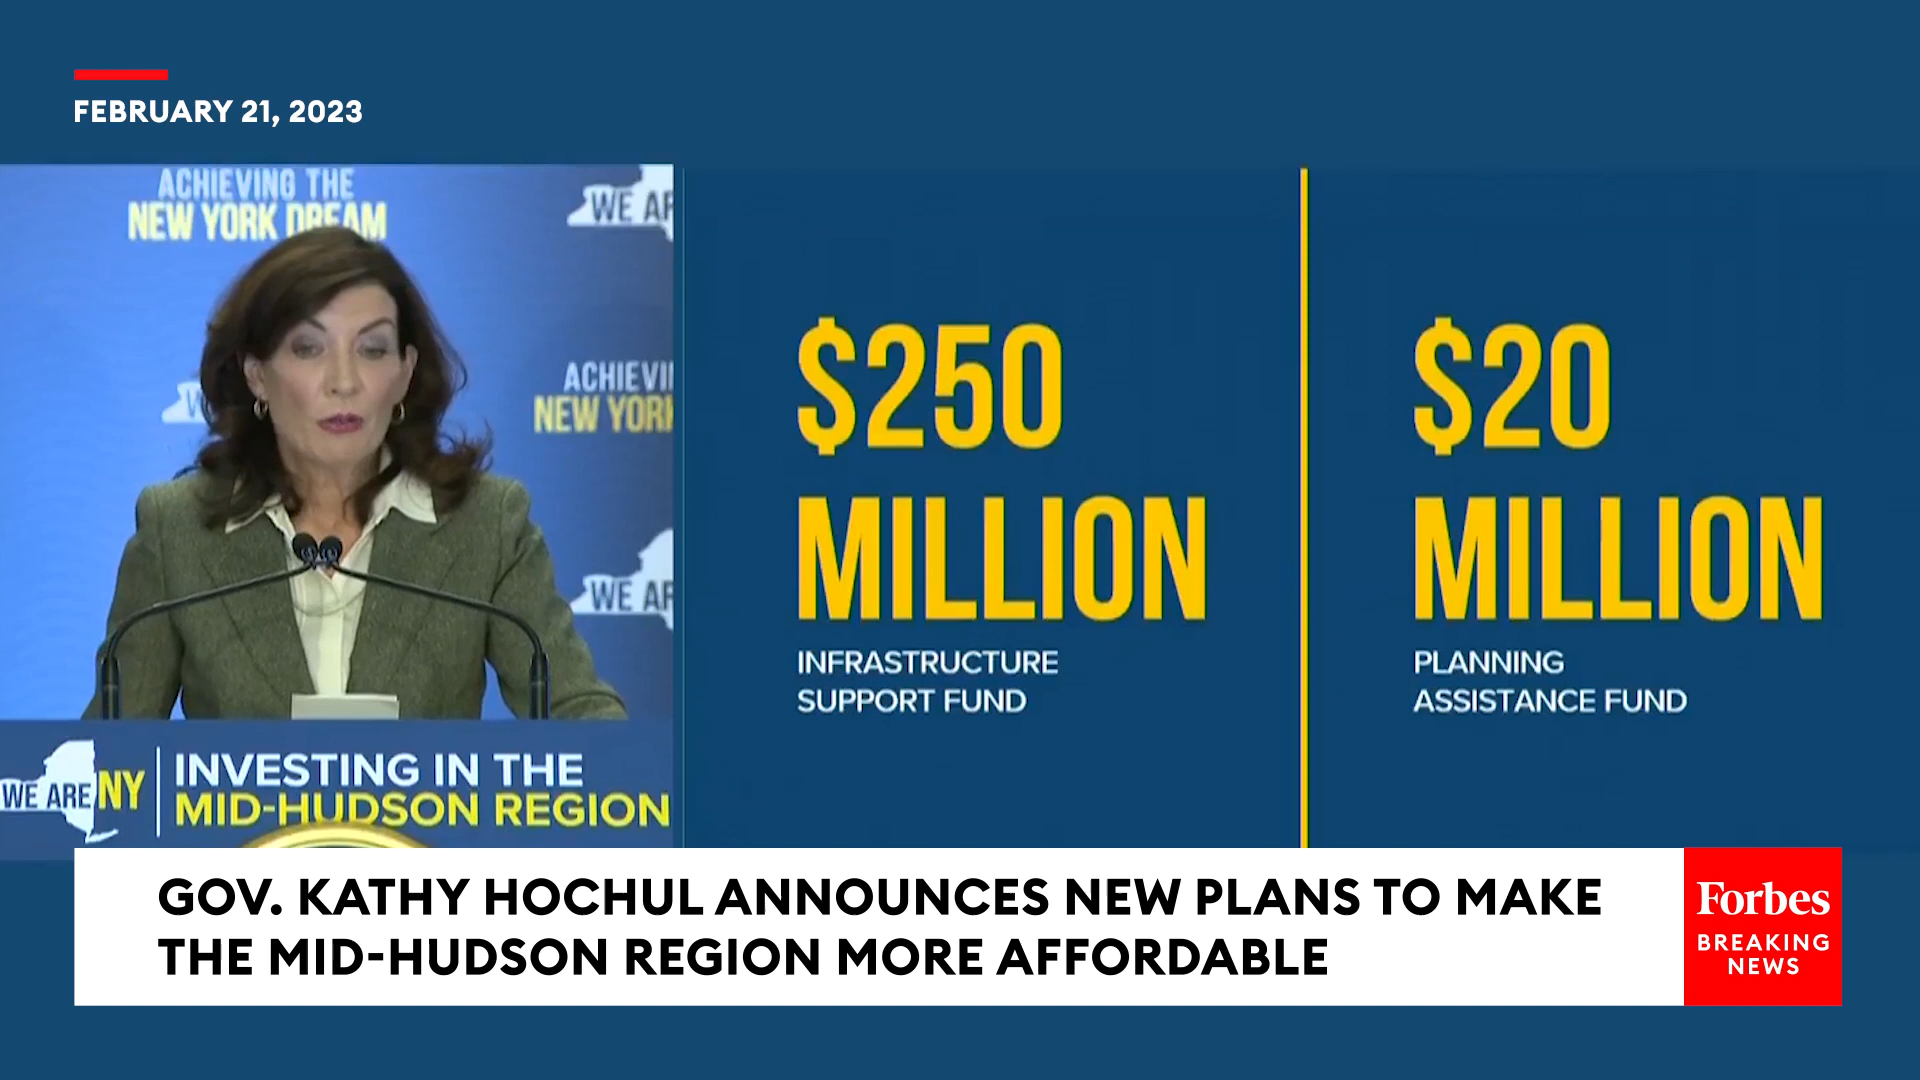 FEBRUARY 21, 2023
ACHIEVING THE
NEW YORK DREAM
WE AR
ACHIEVI
NEW YORK
W
WE AR
WE ARE NY
INVESTING IN THE
MID-HUDSON REGION
$250
MILLION
INFRASTRUCTURE
SUPPORT FUND
$20
MILLION
PLANNING
ASSISTANCE FUND
GOV. KATHY HOCHUL ANNOUNCES NEW PLANS TO MAKE
THE MID-HUDSON REGION MORE AFFORDABLE
Forbes
BREAKING
NEWS